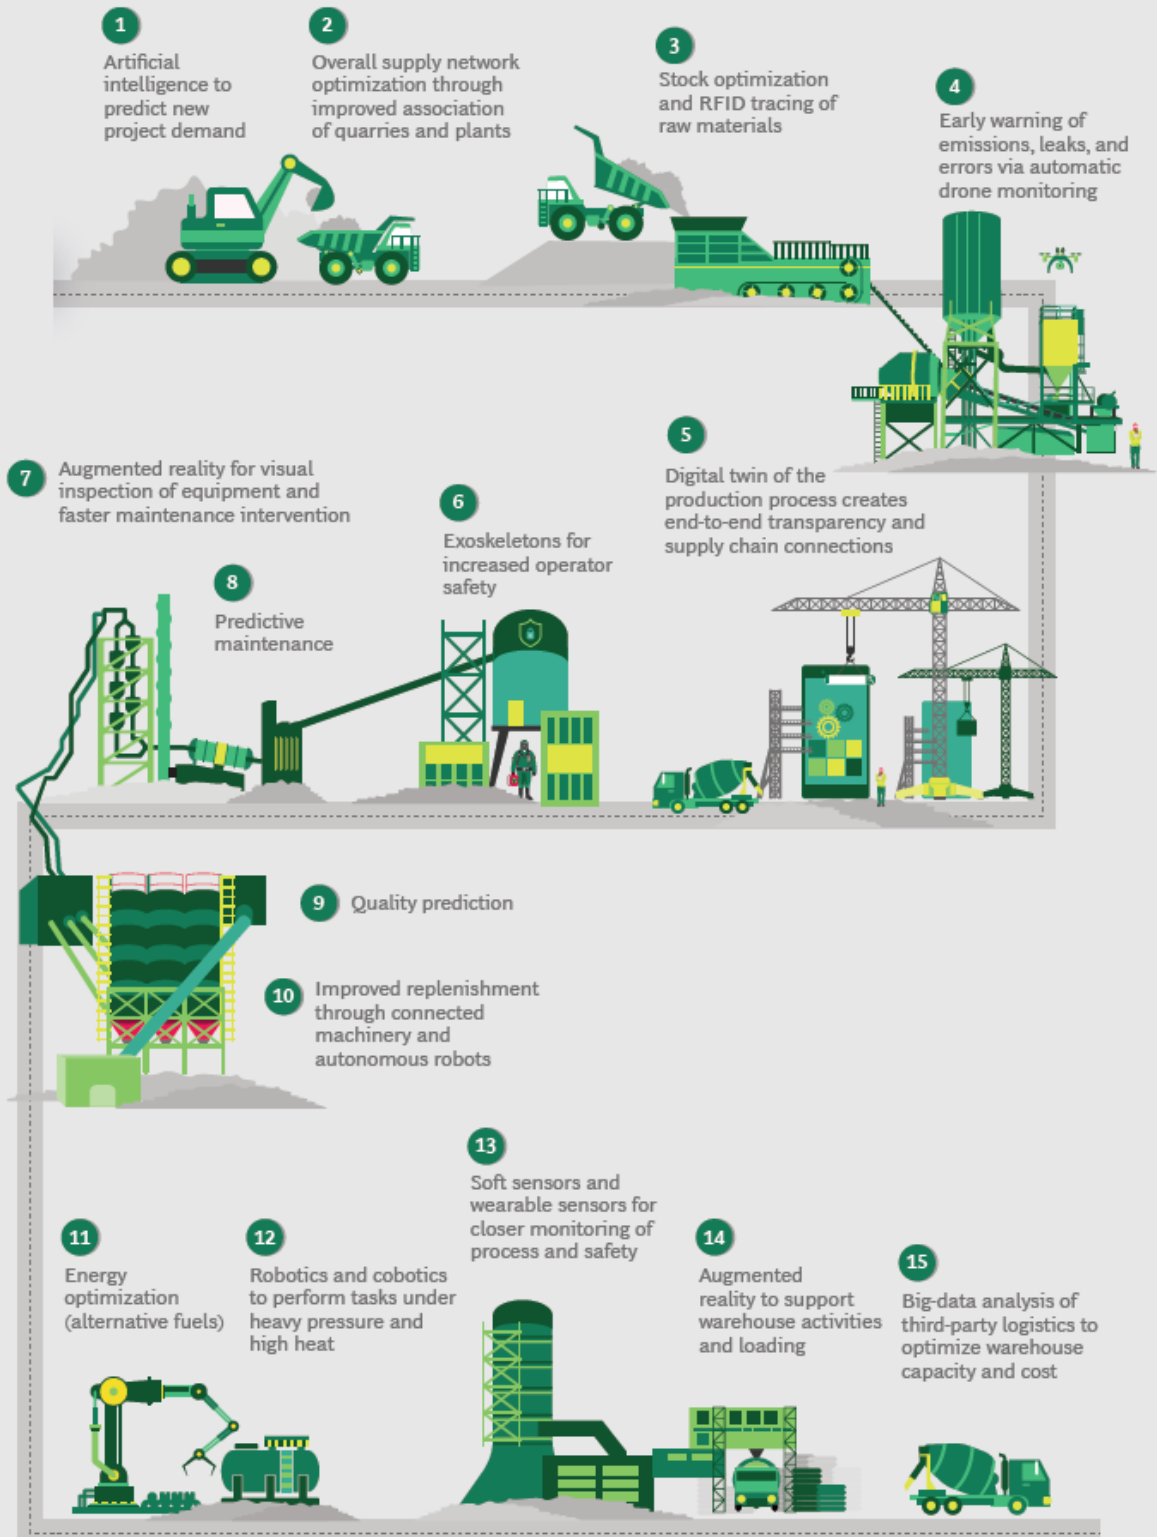 1
Artificial
intelligence to
predict new
project demand
2
Overall supply network
optimization through
improved association
of quarries and plants
3
Stock optimization
and RFID tracing of
raw materials
4
Early warning of
emissions, leaks, and
errors via automatic
drone monitoring
5
Digital twin of the
production process creates
end-to-end transparency and
supply chain connections
6
Exoskeletons for
increased operator
safety
7
Augmented reality for visual
inspection of equipment and
faster maintenance intervention
8
Predictive
maintenance
9
Quality prediction
10
Improved replenishment
through connected
machinery and
autonomous robots
11
Energy
optimization
(alternative fuels)
12
Robotics and cobotics
to perform tasks under
heavy pressure and
high heat
13
Soft sensors and
wearable sensors for
closer monitoring of
process and safety
14
Augmented
reality to support
warehouse activities
and loading
15
Big-data analysis of
third-party logistics to
optimize warehouse
capacity and cost